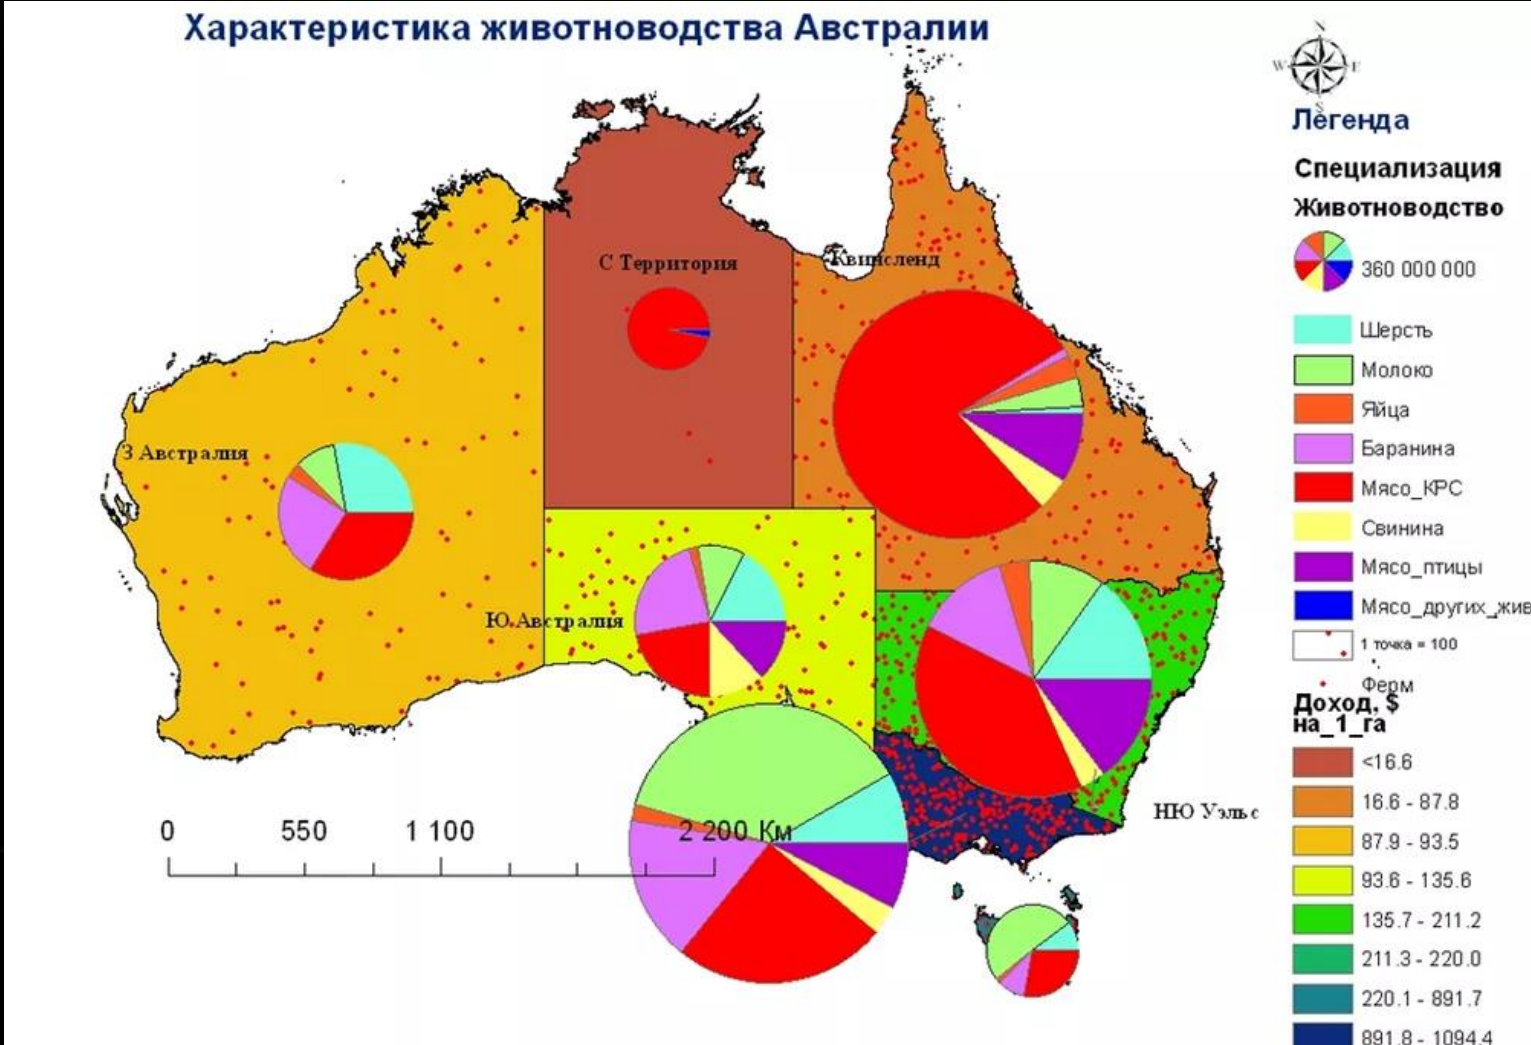 Характеристика животноводства Австралии
N
W E
S
Легенда
Специализация
Животноводство
360 000 000
Шерсть
Молоко
Яйца
Баранина
Мясо_КРС
Свинина
Мясо_птицы
Мясо_других_жив
1 точка = 100
Ферм
Доход, $
на_1_га
<16.6
16.6 - 87.8
87.9 - 93.5
93.6 - 135.6
135.7 - 211.2
211.3 - 220.0
220.1 - 891.7
891.8 - 1094.4
С Территория
Квинсленд
З Австралия
Ю.Австралия
НЮ Уэльс
0 550 1 100 2 200 Км